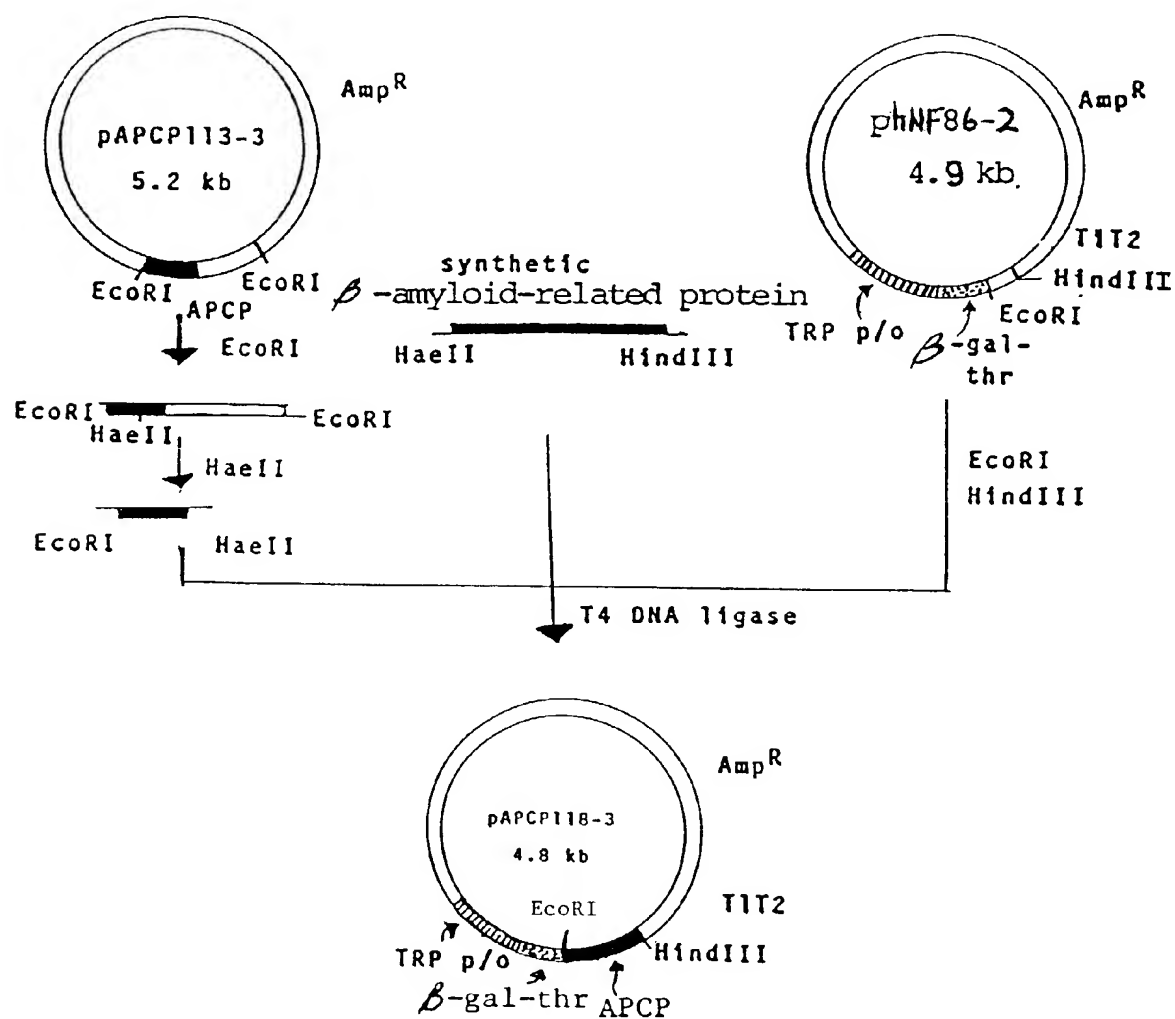 Amp^R
pAPCP113-3
5.2 kb
EcoRI
EcoRI
APCP
EcoRI
synthetic
β-amyloid-related protein
HaeII
HindIII
Amp^R
phNF86-2
4.9 kb.
T1T2
HindIII
EcoRI
TRP p/o
β-gal-
thr
EcoRI
HaeII
EcoRI
HaeII
EcoRI
HaeII
EcoRI
HindIII
T4 DNA ligase
Amp^R
pAPCP118-3
4.8 kb
EcoRI
T1T2
HindIII
TRP p/o
β-gal-thr
APCP